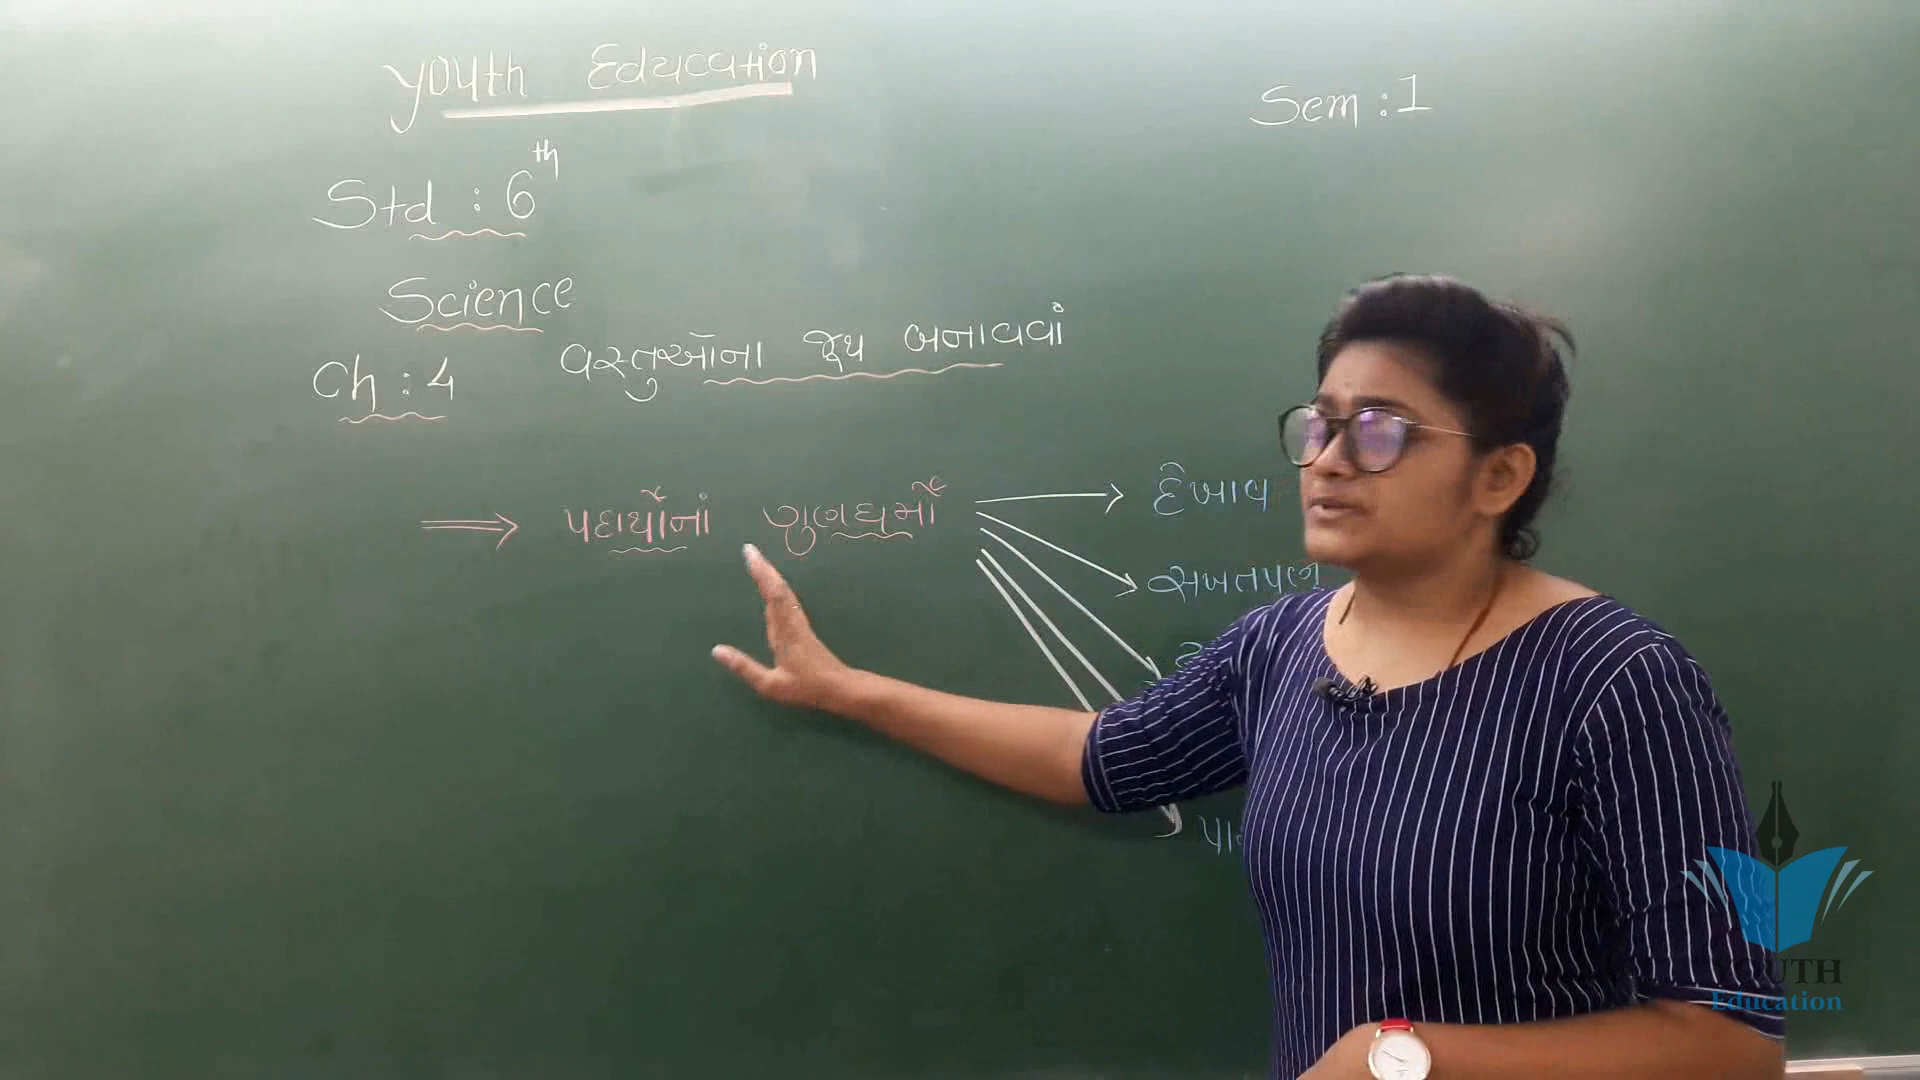 Youth Education
Sem : 1
Std : 6th
Science
Ch : 4 વસ્તુઓના જૂથ બનાવવાં
પદાર્થોનાં ગુણધર્મો
દેખાવ
સખતપણુ
YOUTH
Education